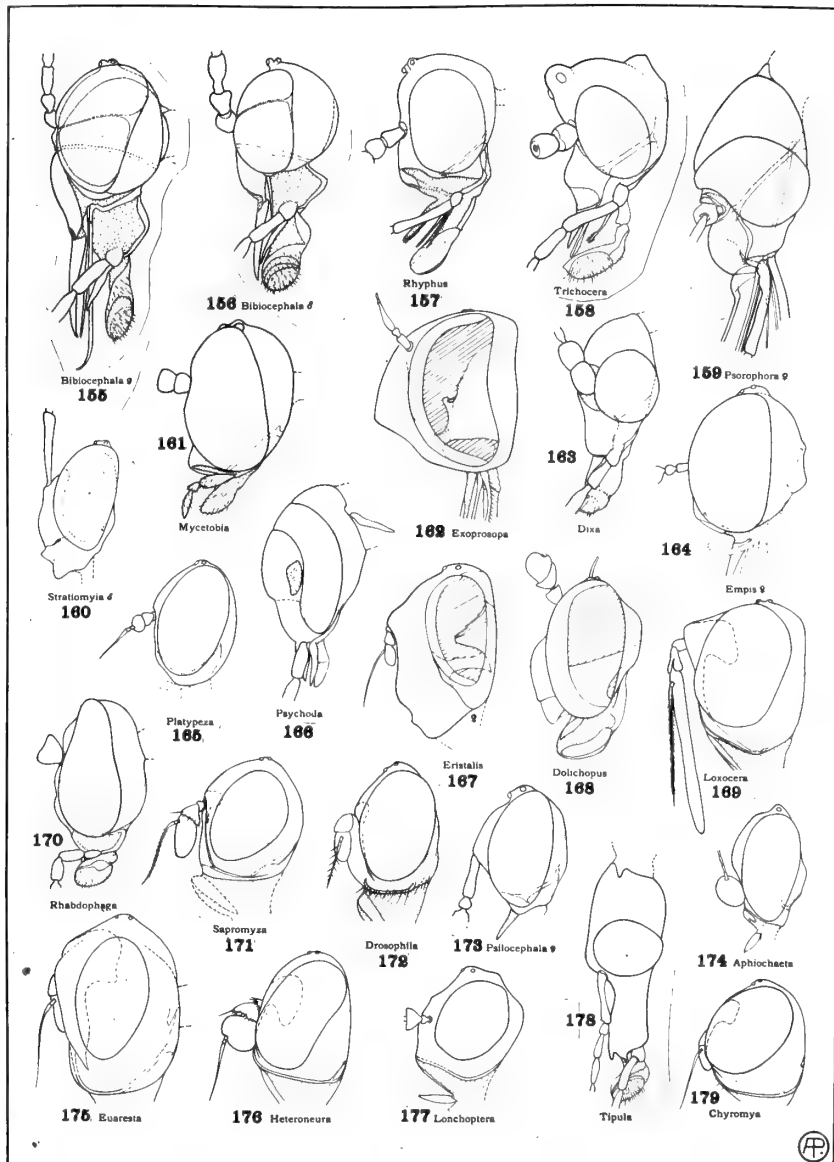 Bibiocephala ♀
155
156 Bibiocephala ♂
Rhyphus
157
Trichocera
158
159 Psorophora ♀
Stratiomyia ♂
160
161
Mycetobia
162 Exoprosopa
163
Dixa
164
Empis ♀
Platypeza
165
Psychoda
166
♀
Eristalis
167
Dolichopus
168
Loxocera
169
170
Rhabdophaga
Sapromyza
171
Drosophila
172
173 Psilocephala ♀
174 Aphiochaeta
175 Euaresta
176 Heteroneura
177 Lonchoptera
178
Tipula
179
Chyromya
AP.